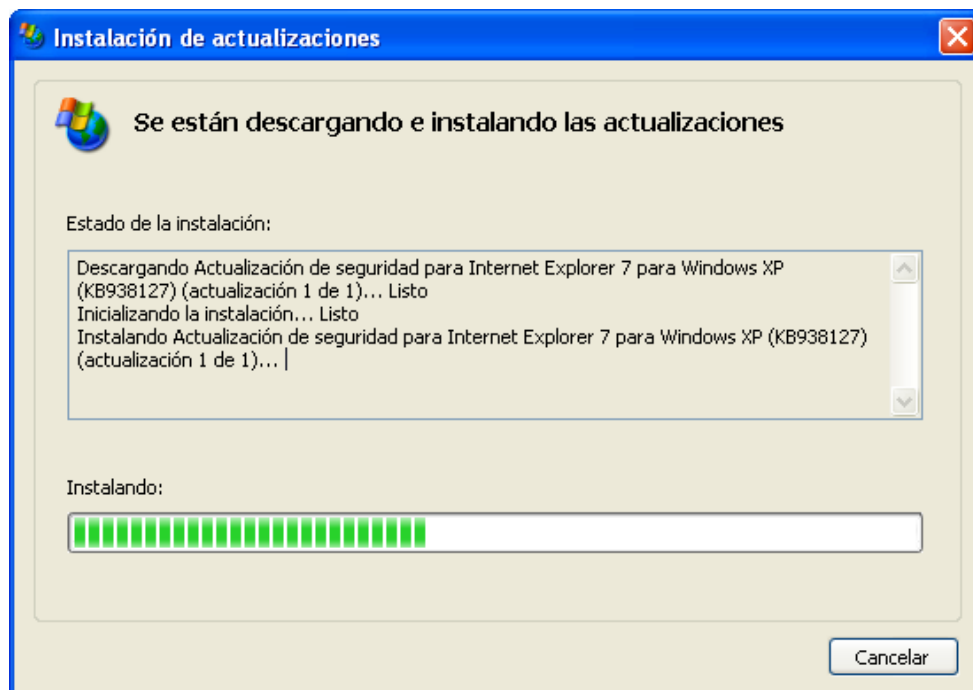 Instalación de actualizaciones
Se están descargando e instalando las actualizaciones
Estado de la instalación:
Descargando Actualización de seguridad para Internet Explorer 7 para Windows XP
(KB938127) (actualización 1 de 1)... Listo
Inicializando la instalación... Listo
Instalando Actualización de seguridad para Internet Explorer 7 para Windows XP (KB938127)
(actualización 1 de 1)...
Instalando:
Cancelar